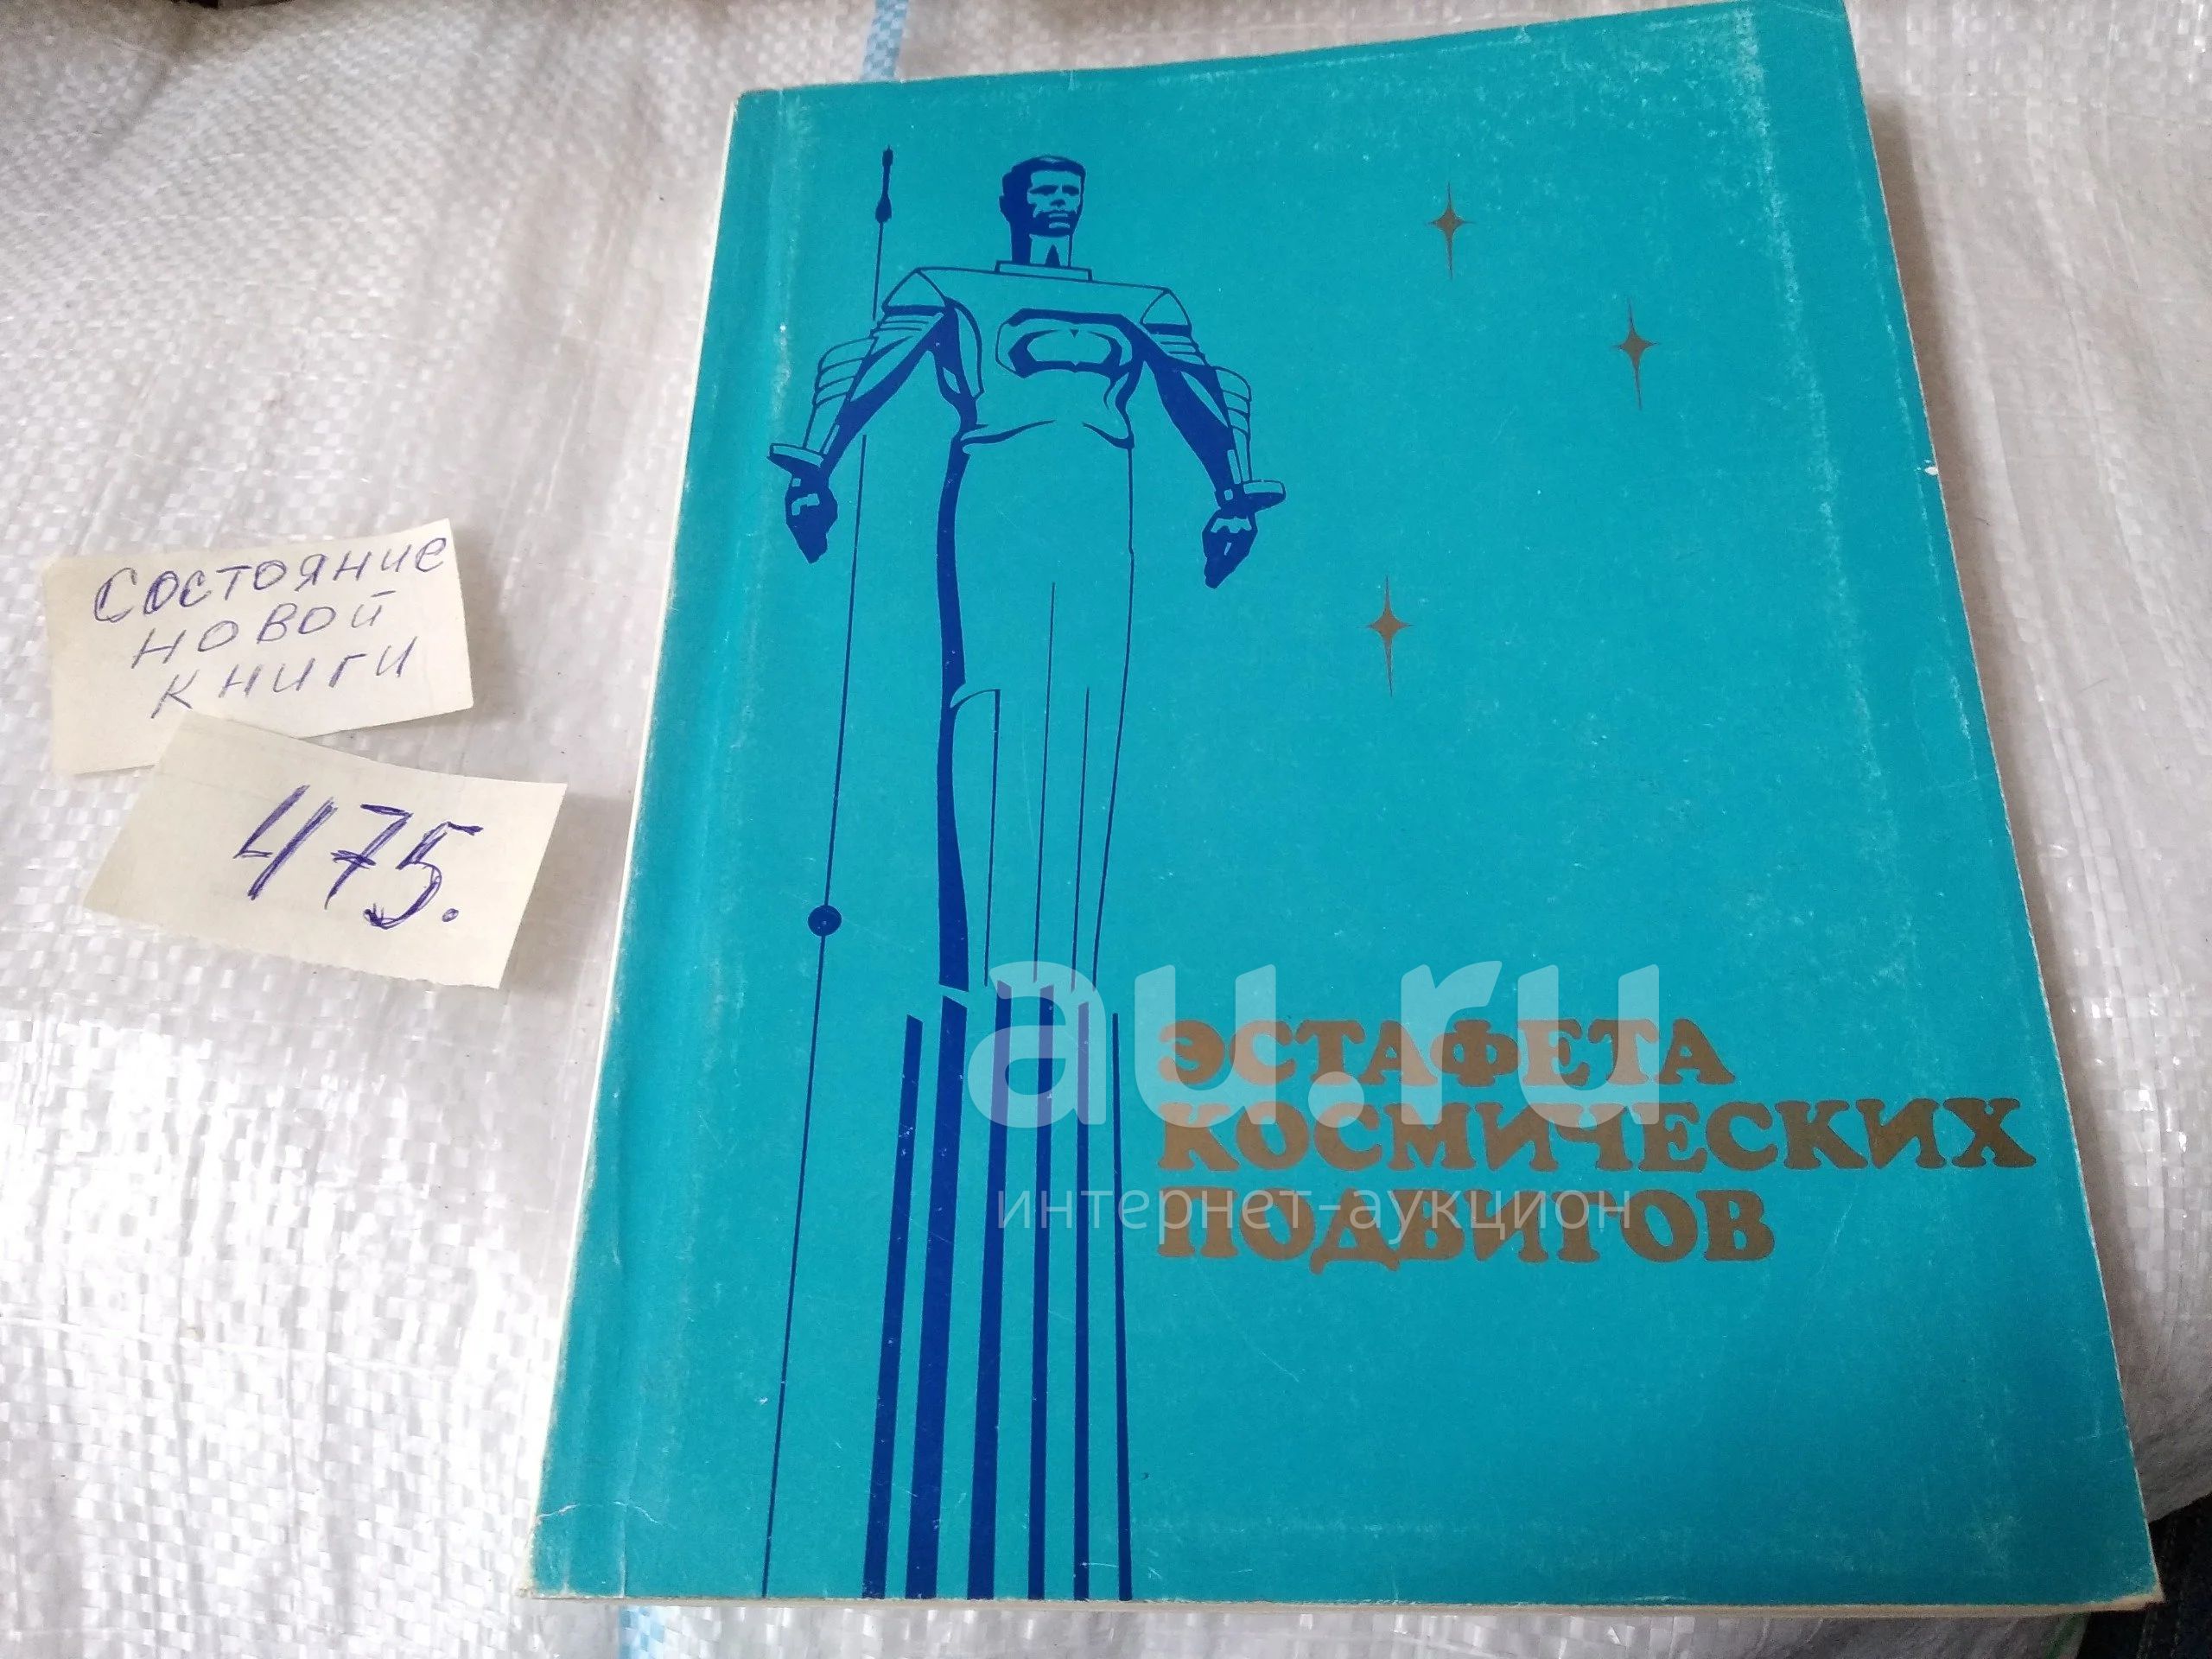 состояние
новой
книги
475.
ЭСТАФЕТА
КОСМИЧЕСКИХ
ПОДВИГОВ
au.ru
интернет-аукцион